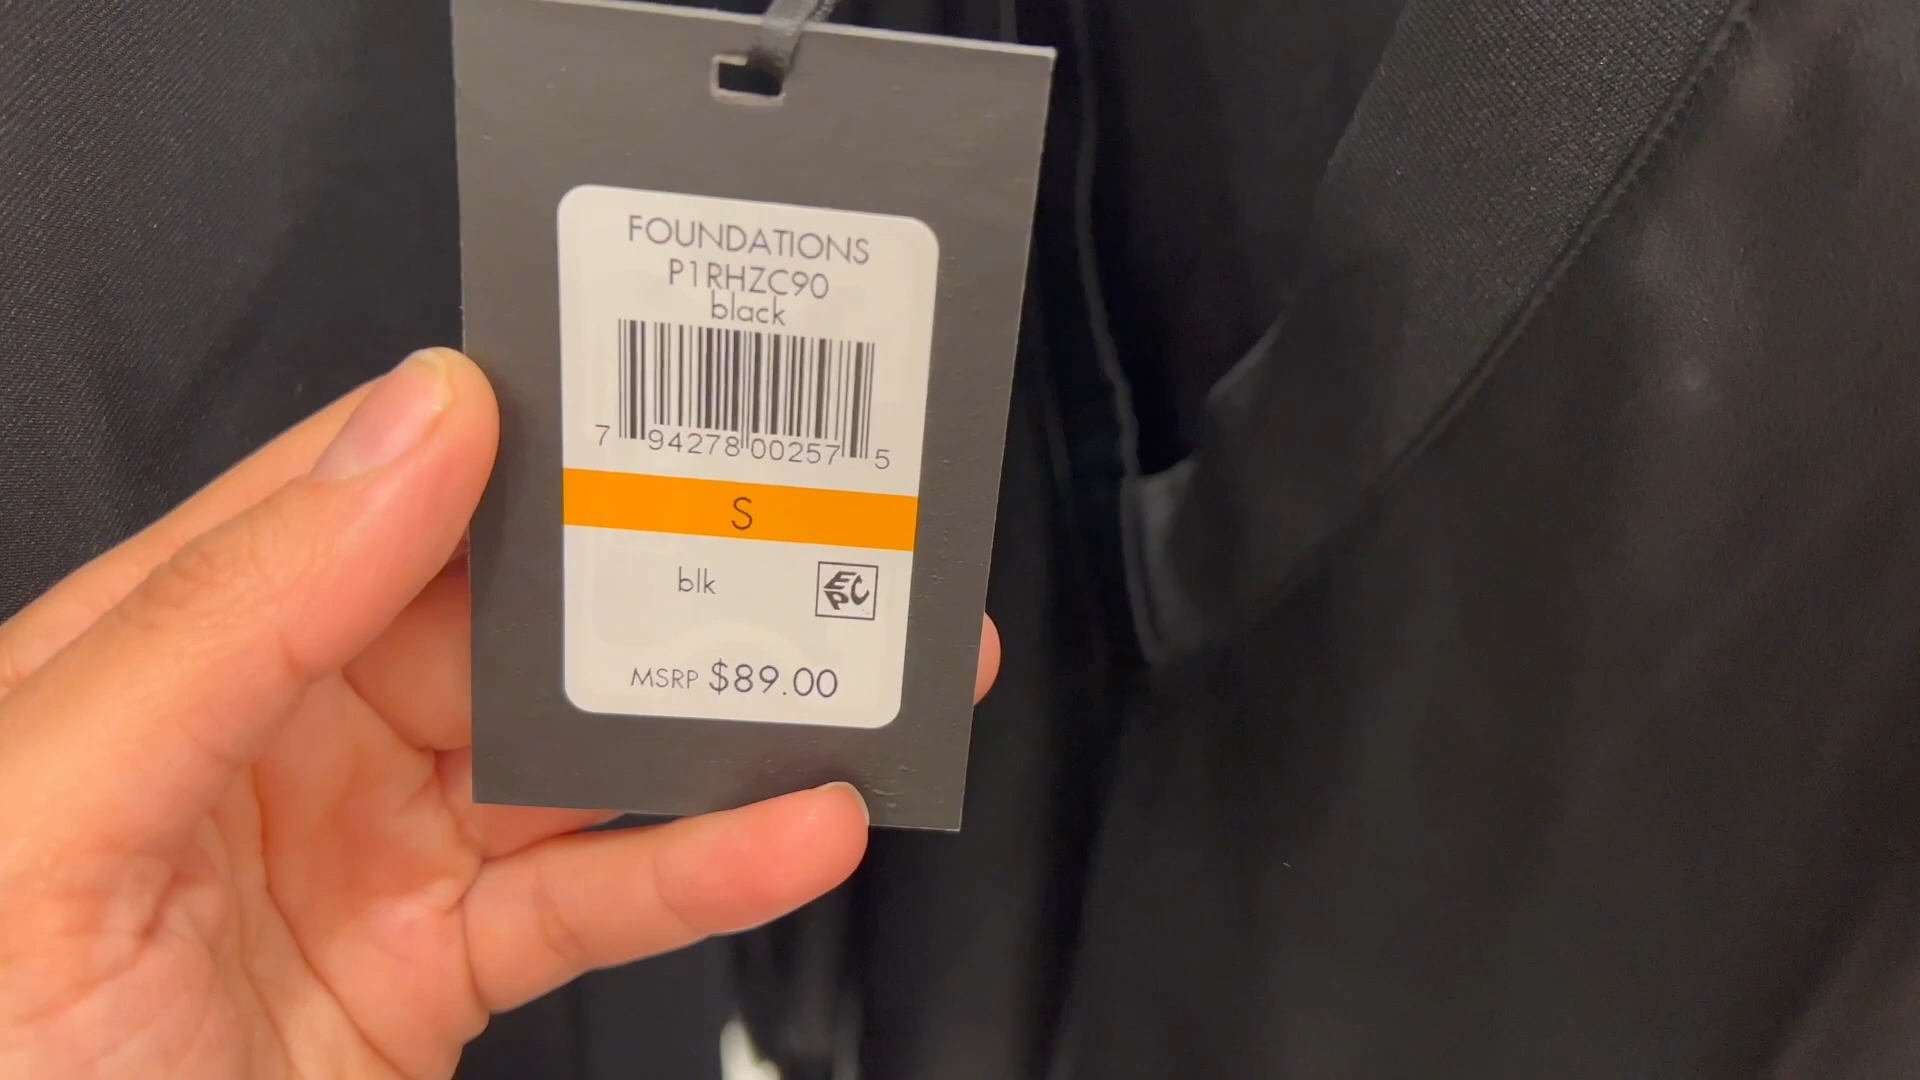 FOUNDATIONS
P1RHZC90
black
7 94278 00257 5
S
blk
EPC
MSRP $89.00